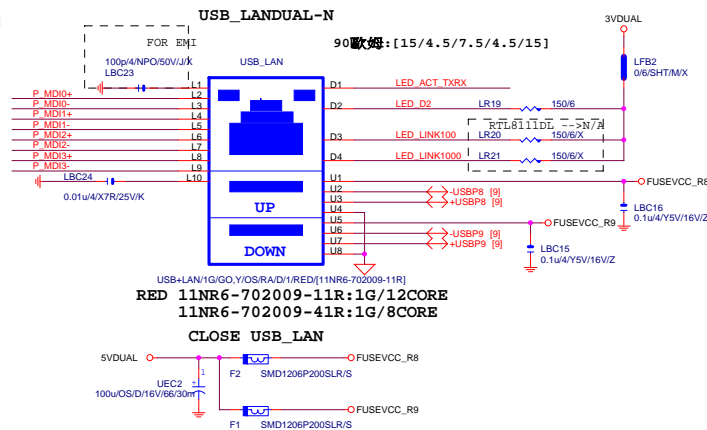 USB_LANDUAL-N
FOR EMI
100p/4/NPO/50V/J/X
LBC23
USB_LAN
90歐姆:[15/4.5/7.5/4.5/15]
3VDUAL
LFB2
0/6/SHT/M/X
P_MDI0+
P_MDI0-
P_MDI1+
P_MDI1-
P_MDI2+
P_MDI2-
P_MDI3+
P_MDI3-
L1
L2
L3
L4
L5
L6
L7
L8
L9
L10
LBC24
0.01u/4/X7R/25V/K
UP
DOWN
D1 LED_ACT_TXRX
D2 LED_D2 LR19 150/6
RTL8111DL -->N/A
D3 LED_LINK100 LR20 150/6/X
D4 LED_LINK1000 LR21 150/6/X
U1 FUSEVCC_R8
U2 -USBP8 [9]
U3 +USBP8 [9]
U4
U5 FUSEVCC_R9
U6 -USBP9 [9]
U7 +USBP9 [9]
U8
LBC16
0.1u/4/Y5V/16V/Z
LBC15
0.1u/4/Y5V/16V/Z
USB+LAN/1G/GO,Y/OS/RA/D/1/RED/[11NR6-702009-11R]
RED 11NR6-702009-11R:1G/12CORE
11NR6-702009-41R:1G/8CORE
CLOSE USB_LAN
5VDUAL
FUSEVCC_R8
F2 SMD1206P200SLR/S
1
+
UEC2
100u/OS/D/16V/66/30m
FUSEVCC_R9
F1 SMD1206P200SLR/S